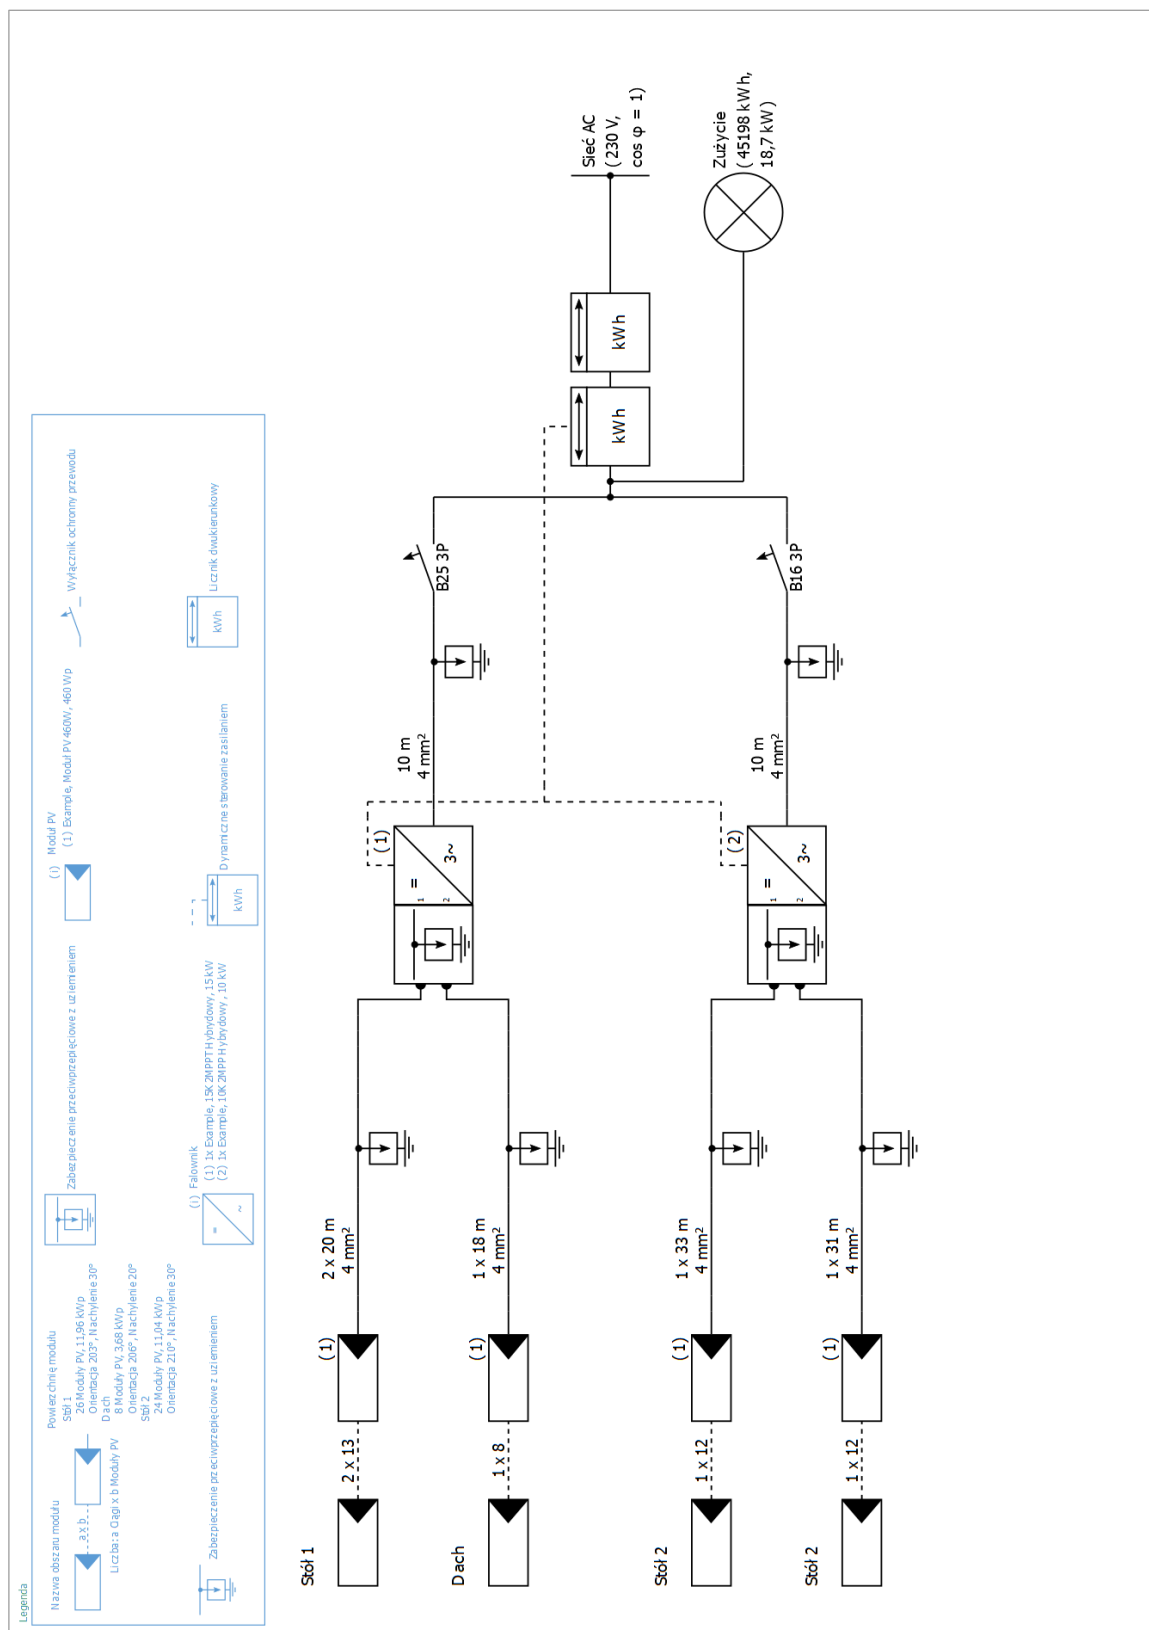 Legenda
Nazwa obszaru modułu
a x b
Liczba: a Ciągi x b Moduły PV
Powierzchnię modułu
Stół 1
26 Moduły PV, 11,96 kWp
Orientacja 203°, Nachylenie 30°
Dach
8 Moduły PV, 3,68 kWp
Orientacja 206°, Nachylenie 20°
Stół 2
24 Moduły PV, 11,04 kWp
Orientacja 210°, Nachylenie 30°
Zabezpieczenie przeciwprzepięciowe z uziemieniem
(i) Moduł PV
(1) Example, Moduł PV 460W, 460 Wp
Wyłącznik ochronny przewodu
Zabezpieczenie przeciwprzepięciowe z uziemieniem
= ~
(i) Falownik
(1) 1x Example, 15K 2MPPT Hybrydowy, 15 kW
(2) 1x Example, 10K 2MPP Hybrydowy, 10 kW
kWh
Dynamiczne sterowanie zasilaniem
kWh
Licznik dwukierunkowy
Stół 1
2 x 13
(1)
2 x 20 m
4 mm²
Dach
1 x 8
(1)
1 x 18 m
4 mm²
= 1 2 3~
(1)
10 m
4 mm²
B25 3P
kWh
kWh
Sieć AC
(230 V,
cos φ = 1)
Zużycie
(45198 kWh,
18,7 kW)
Stół 2
1 x 12
(1)
1 x 33 m
4 mm²
Stół 2
1 x 12
(1)
1 x 31 m
4 mm²
= 1 2 3~
(2)
10 m
4 mm²
B16 3P